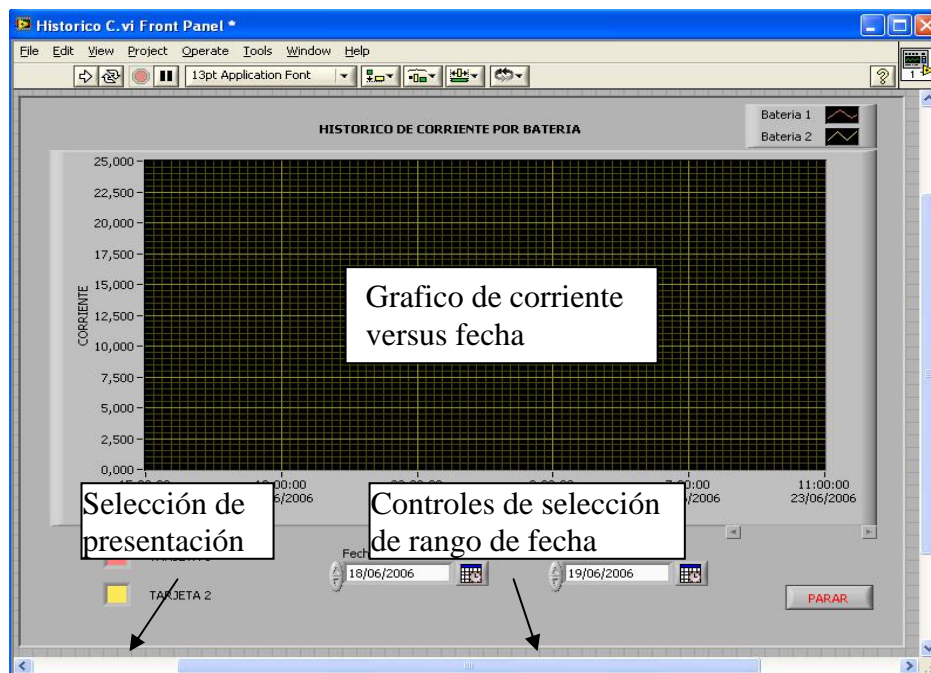 Historico C.vi Front Panel *
File Edit View Project Operate Tools Window Help
13pt Application Font
?
1
HISTORICO DE CORRIENTE POR BATERIA
Bateria 1
Bateria 2
CORRIENTE
25,000
22,500
20,000
17,500
15,000
12,500
10,000
7,500
5,000
2,500
0,000
Grafico de corriente
versus fecha
11:00:00
23/06/2006
Selección de
presentación
Controles de selección
de rango de fecha
18/06/2006
19/06/2006
TARJETA 2
PARAR